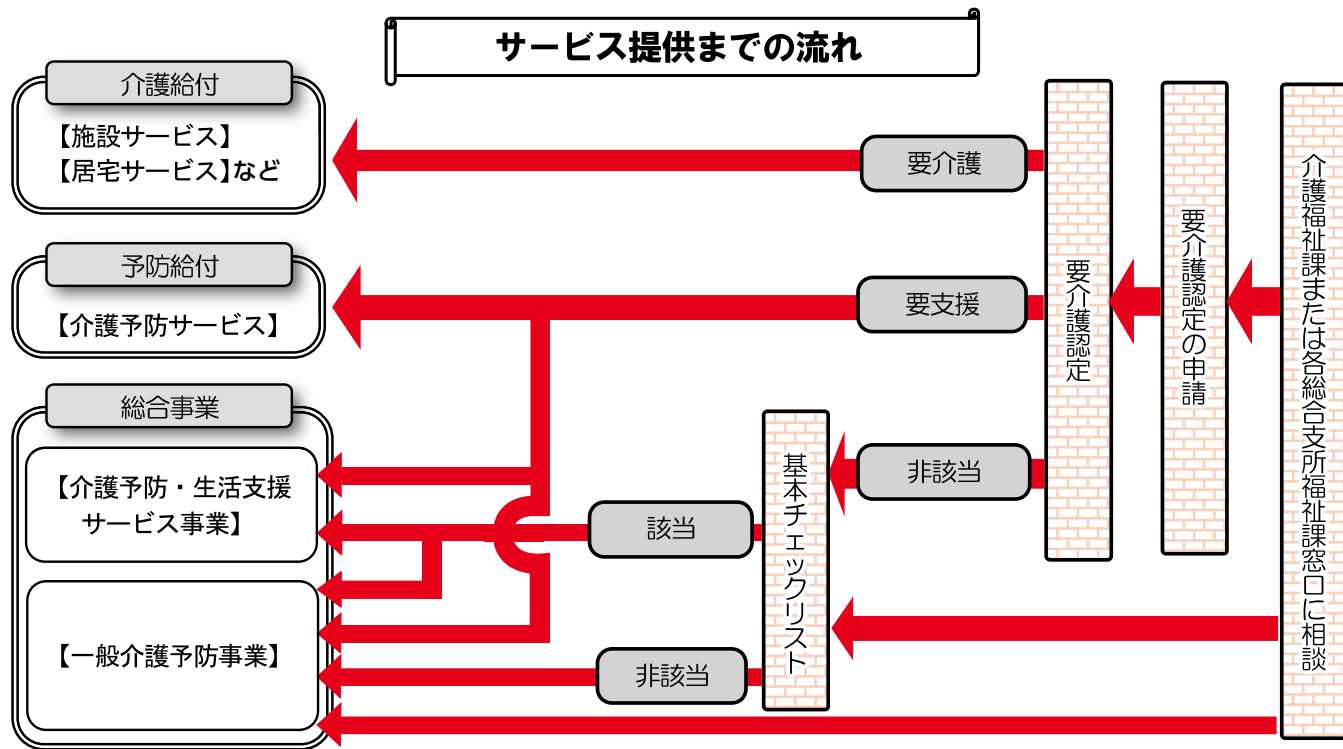 サービス提供までの流れ
介護給付
【施設サービス】
【居宅サービス】など
予防給付
【介護予防サービス】
総合事業
【介護予防・生活支援
サービス事業】
【一般介護予防事業】
要介護
要支援
非該当
該当
非該当
基本チェックリスト
要介護認定
要介護認定の申請
介護福祉課または各総合支所福祉課窓口に相談